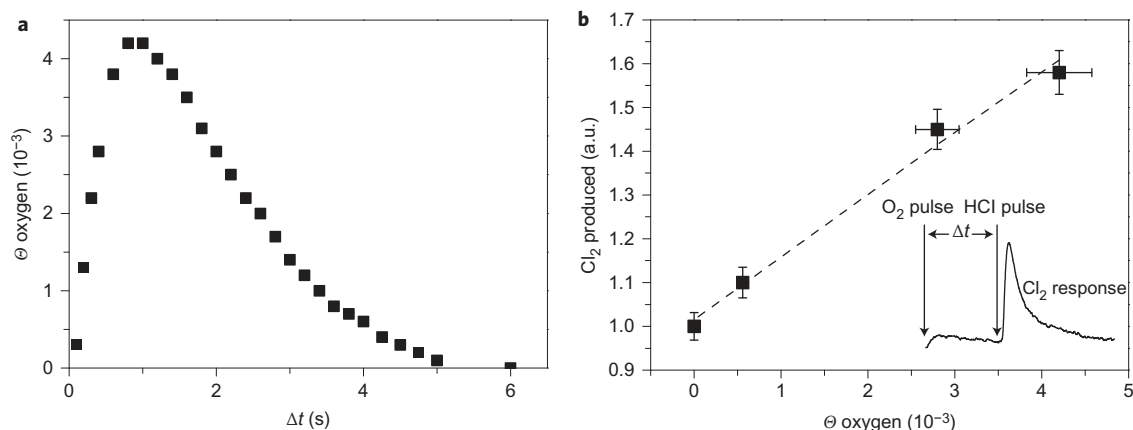 a
4
3
2
1
0
Θ oxygen (10⁻³)
0
2
4
6
Δt (s)
b
1.7
1.6
1.5
1.4
1.3
1.2
1.1
1.0
0.9
Cl₂ produced (a.u.)
O₂ pulse
HCl pulse
Δt
Cl₂ response
0
1
2
3
4
5
Θ oxygen (10⁻³)